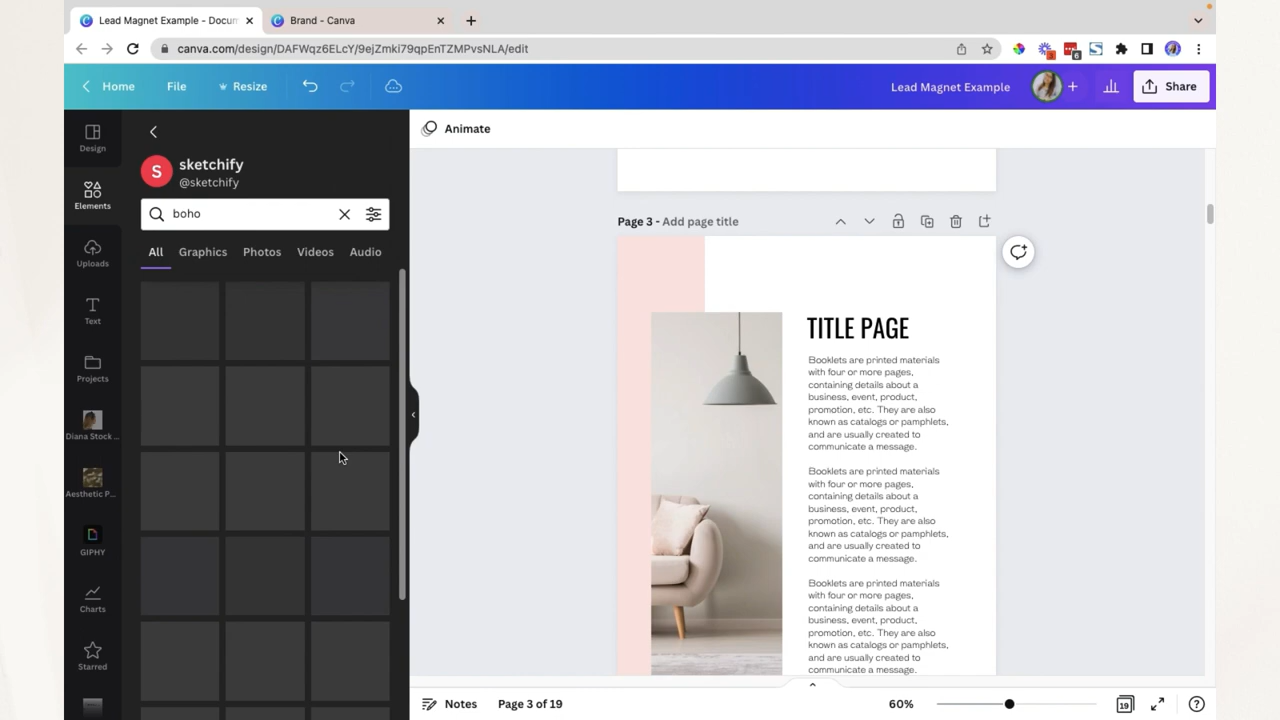 Lead Magnet Example - Docum
Brand - Canva
canva.com/design/DAFWqz6ELcY/9ejZmki79qpEnTZMPvsNLA/edit
Home
File
Resize
Lead Magnet Example
Share
Design
Elements
Uploads
Text
Projects
Diana Stock ...
Aesthetic P...
GIPHY
Charts
Starred
S
sketchify
@sketchify
boho
All
Graphics
Photos
Videos
Audio
Animate
Page 3 - Add page title
TITLE PAGE
Booklets are printed materials
with four or more pages,
containing details about a
business, event, product,
promotion, etc. They are also
known as catalogs or pamphlets,
and are usually created to
communicate a message.
Booklets are printed materials
with four or more pages,
containing details about a
business, event, product,
promotion, etc. They are also
known as catalogs or pamphlets,
and are usually created to
communicate a message.
Booklets are printed materials
with four or more pages,
containing details about a
business, event, product,
promotion, etc. They are also
known as catalogs or pamphlets,
and are usually created to
communicate a message.
Notes
Page 3 of 19
60%
19